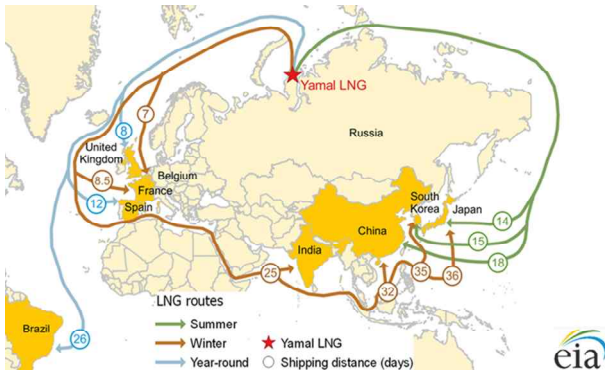 Yamal LNG
Russia
7
8
United
Kingdom
Belgium
8.5
France
Spain
12
South
Korea
Japan
China
India
14
15
18
25
32
35
36
Brazil
26
LNG routes
Summer
Winter
Year-round
Yamal LNG
Shipping distance (days)
eia